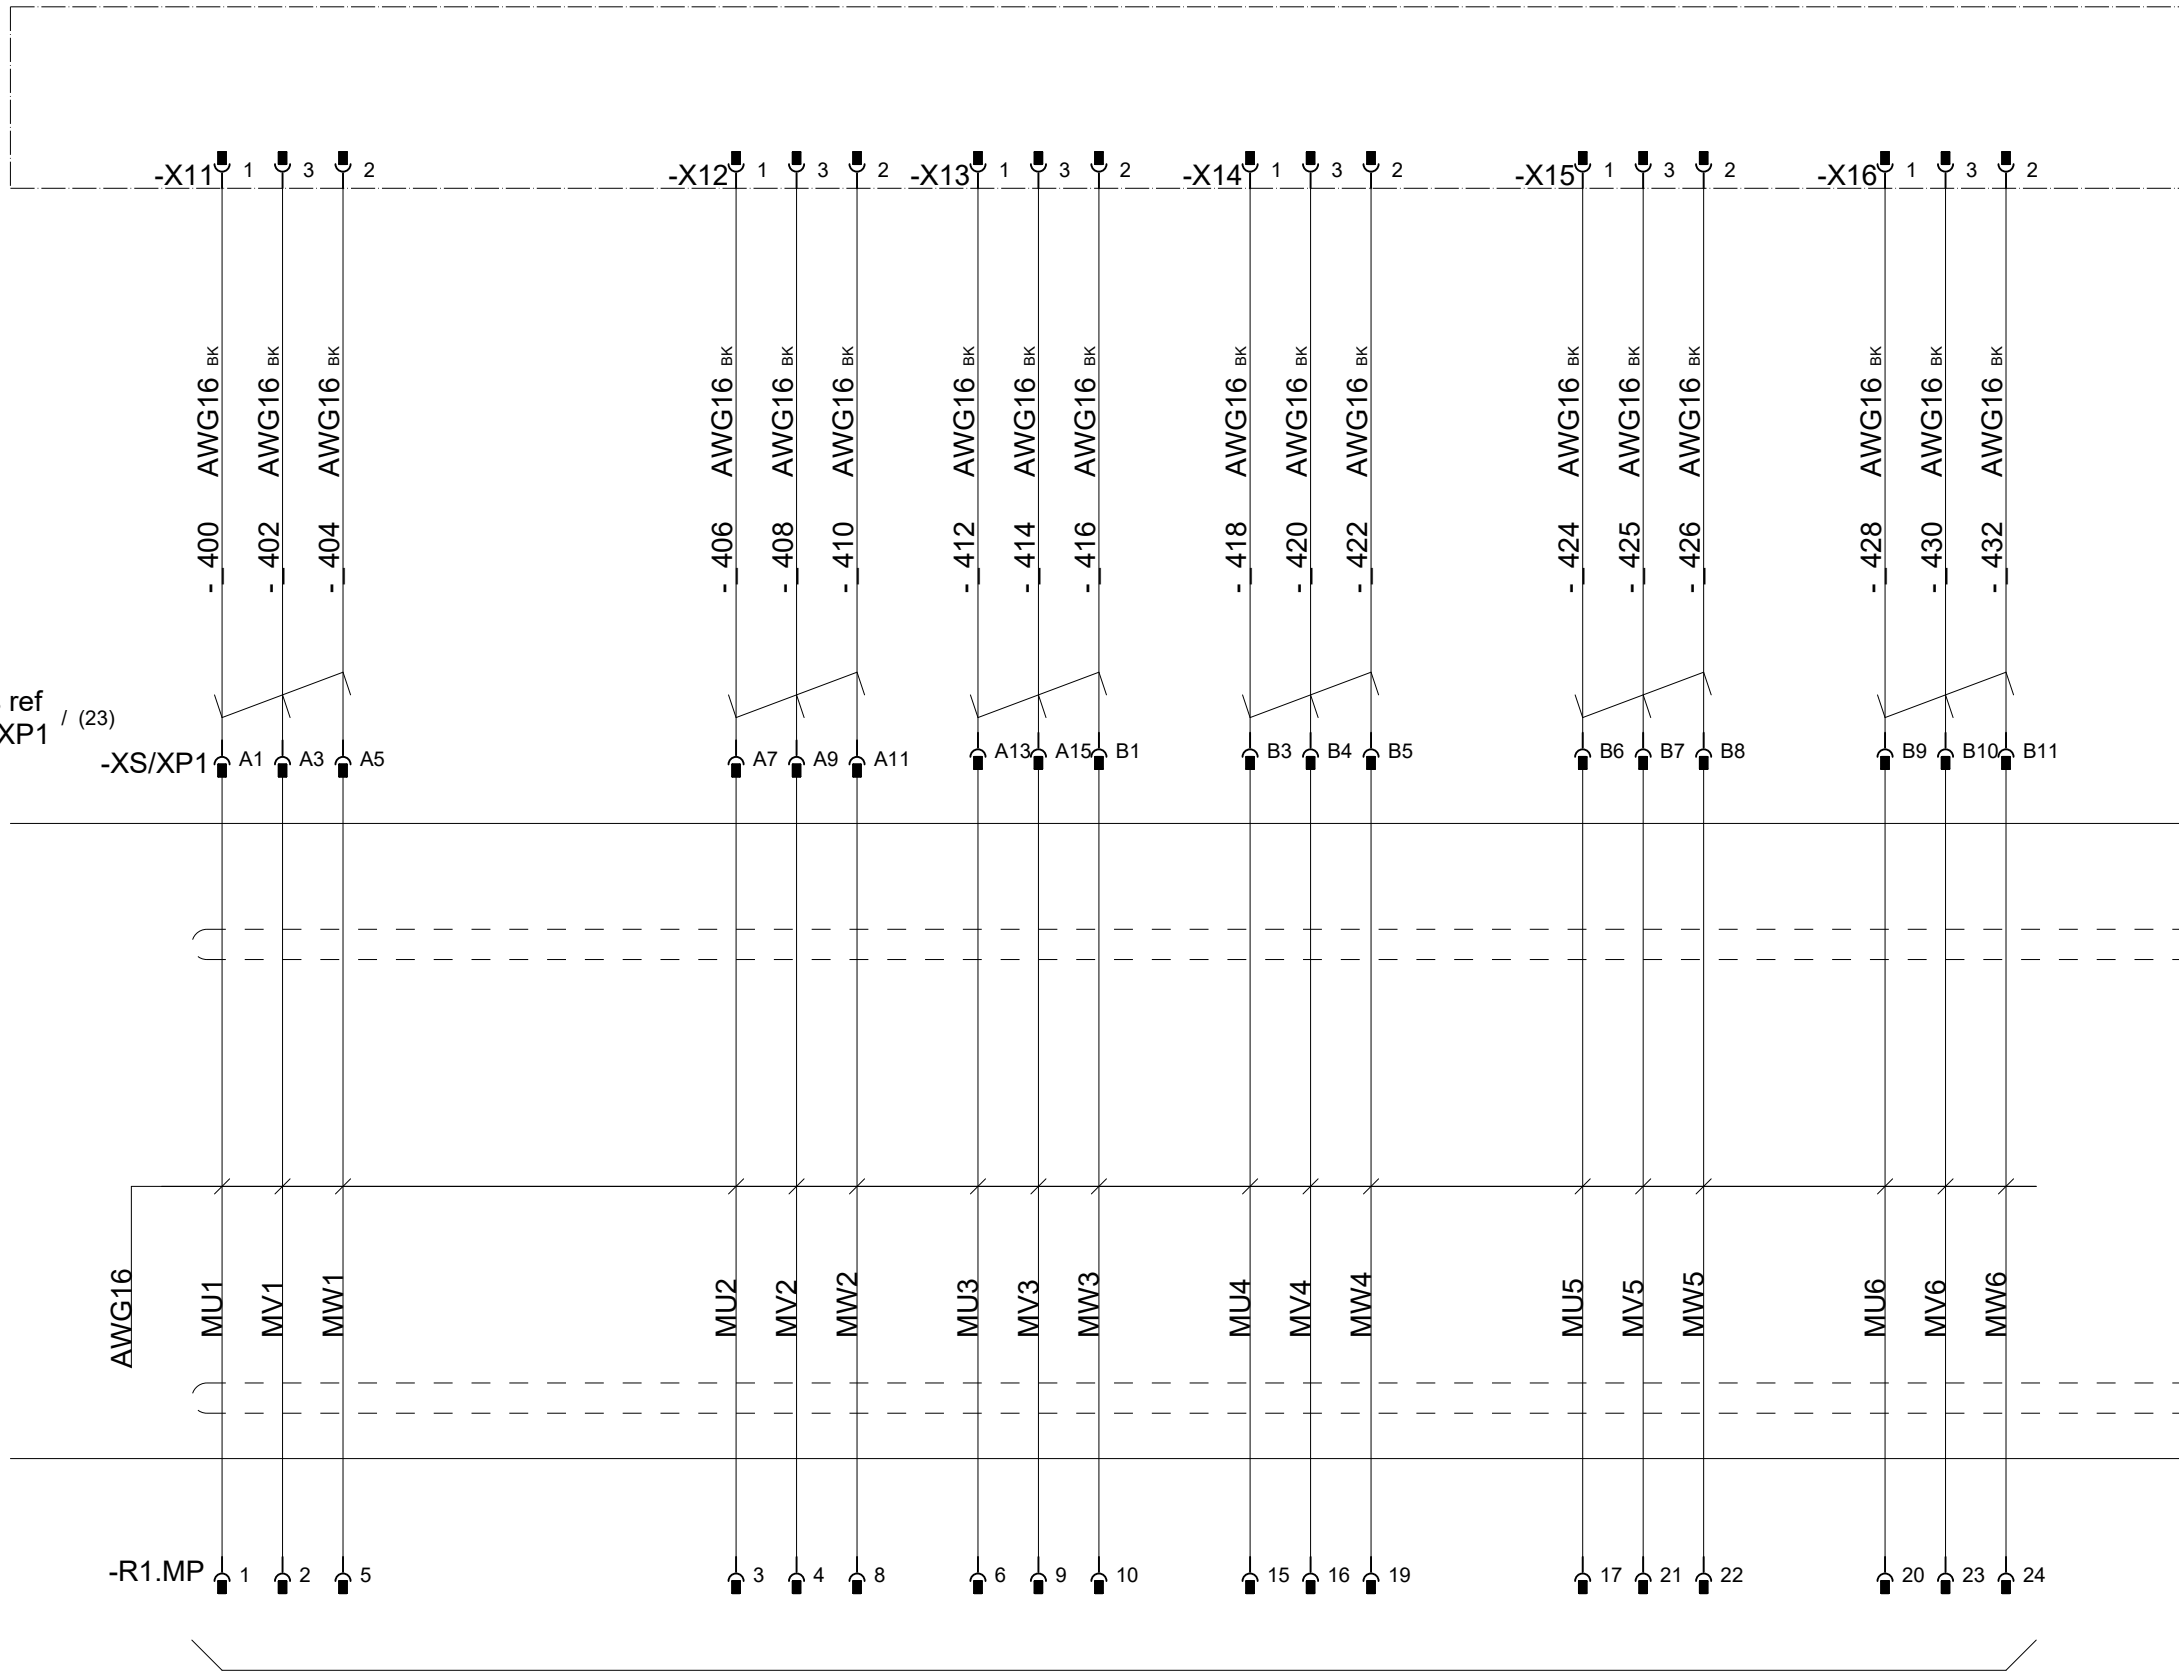 -X11 1 3 2 -X12 1 3 2 -X13 1 3 2 -X14 1 3 2 -X15 1 3 2 -X16 1 3 2
AWG16 BK AWG16 BK AWG16 BK AWG16 BK AWG16 BK AWG16 BK AWG16 BK AWG16 BK AWG16 BK AWG16 BK AWG16 BK AWG16 BK AWG16 BK AWG16 BK AWG16 BK AWG16 BK AWG16 BK AWG16 BK
- 400 - 402 - 404 - 406 - 408 - 410 - 412 - 414 - 416 - 418 - 420 - 422 - 424 - 425 - 426 - 428 - 430 - 432
ref
XP1 / (23)
-XS/XP1 A1 A3 A5 A7 A9 A11 A13 A15 B1 B3 B4 B5 B6 B7 B8 B9 B10 B11
AWG16 MU1 MV1 MW1 MU2 MV2 MW2 MU3 MV3 MW3 MU4 MV4 MW4 MU5 MV5 MW5 MU6 MV6 MW6
-R1.MP 1 2 5 3 4 8 6 9 10 15 16 19 17 21 22 20 23 24